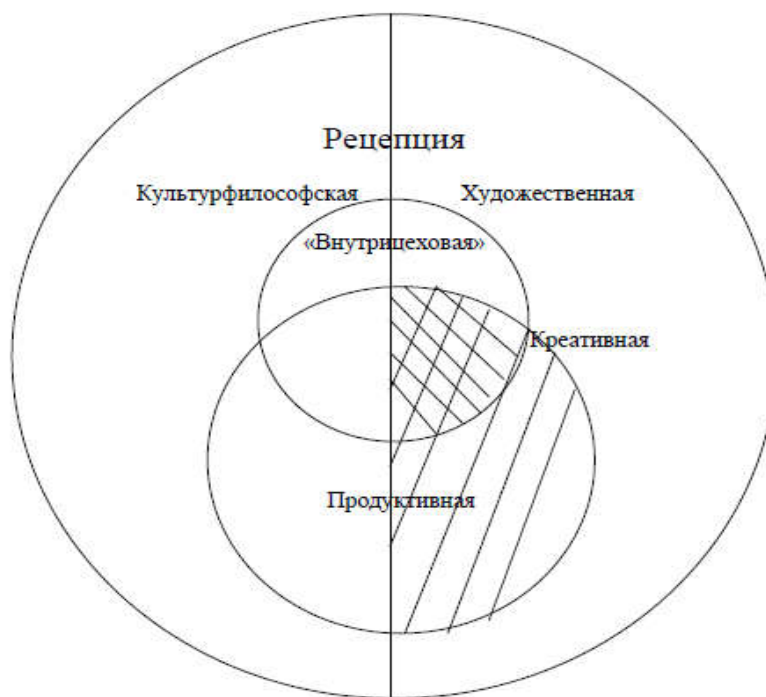 Рецепция
Культурфилософская Художественная
«Внутрицеховая»
Креативная
Продуктивная